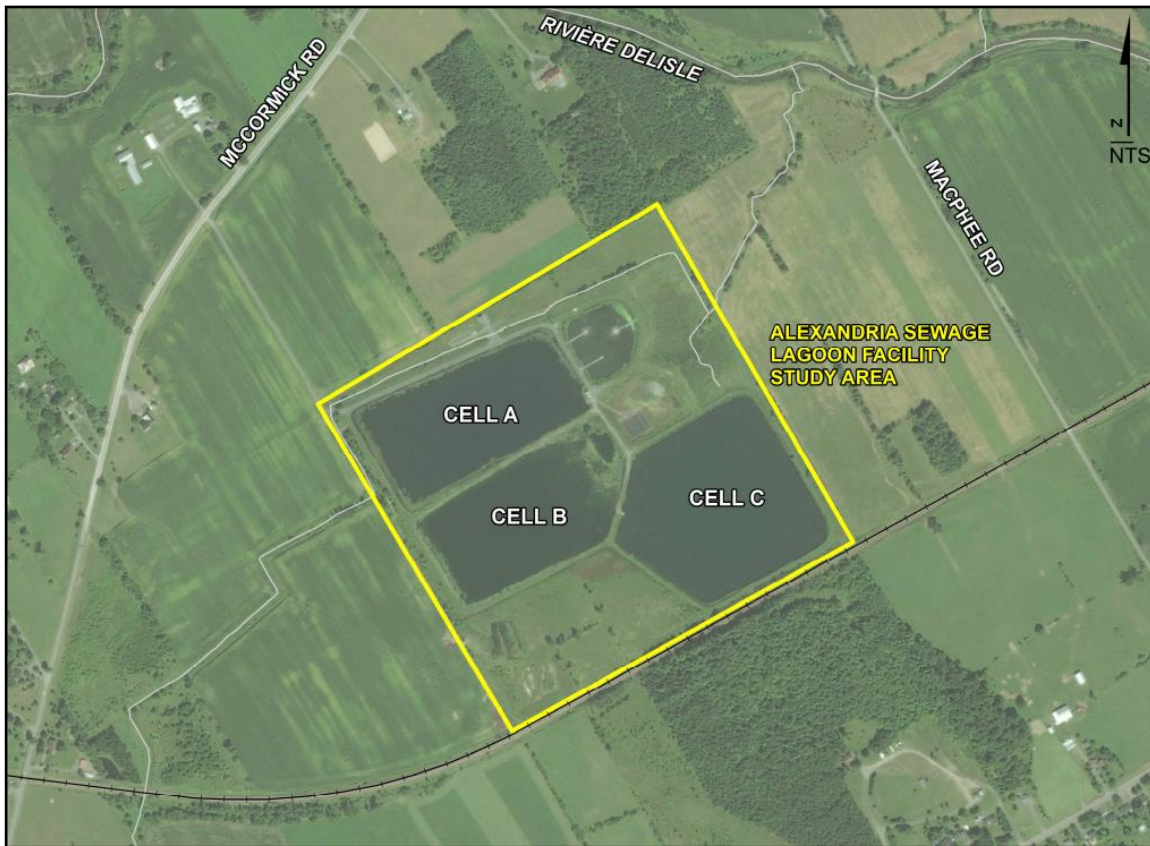 RIVIÈRE DELISLE
MCCORMICK RD
N
NTS
MACPHEE RD
ALEXANDRIA SEWAGE
LAGOON FACILITY
STUDY AREA
CELL A
CELL B
CELL C